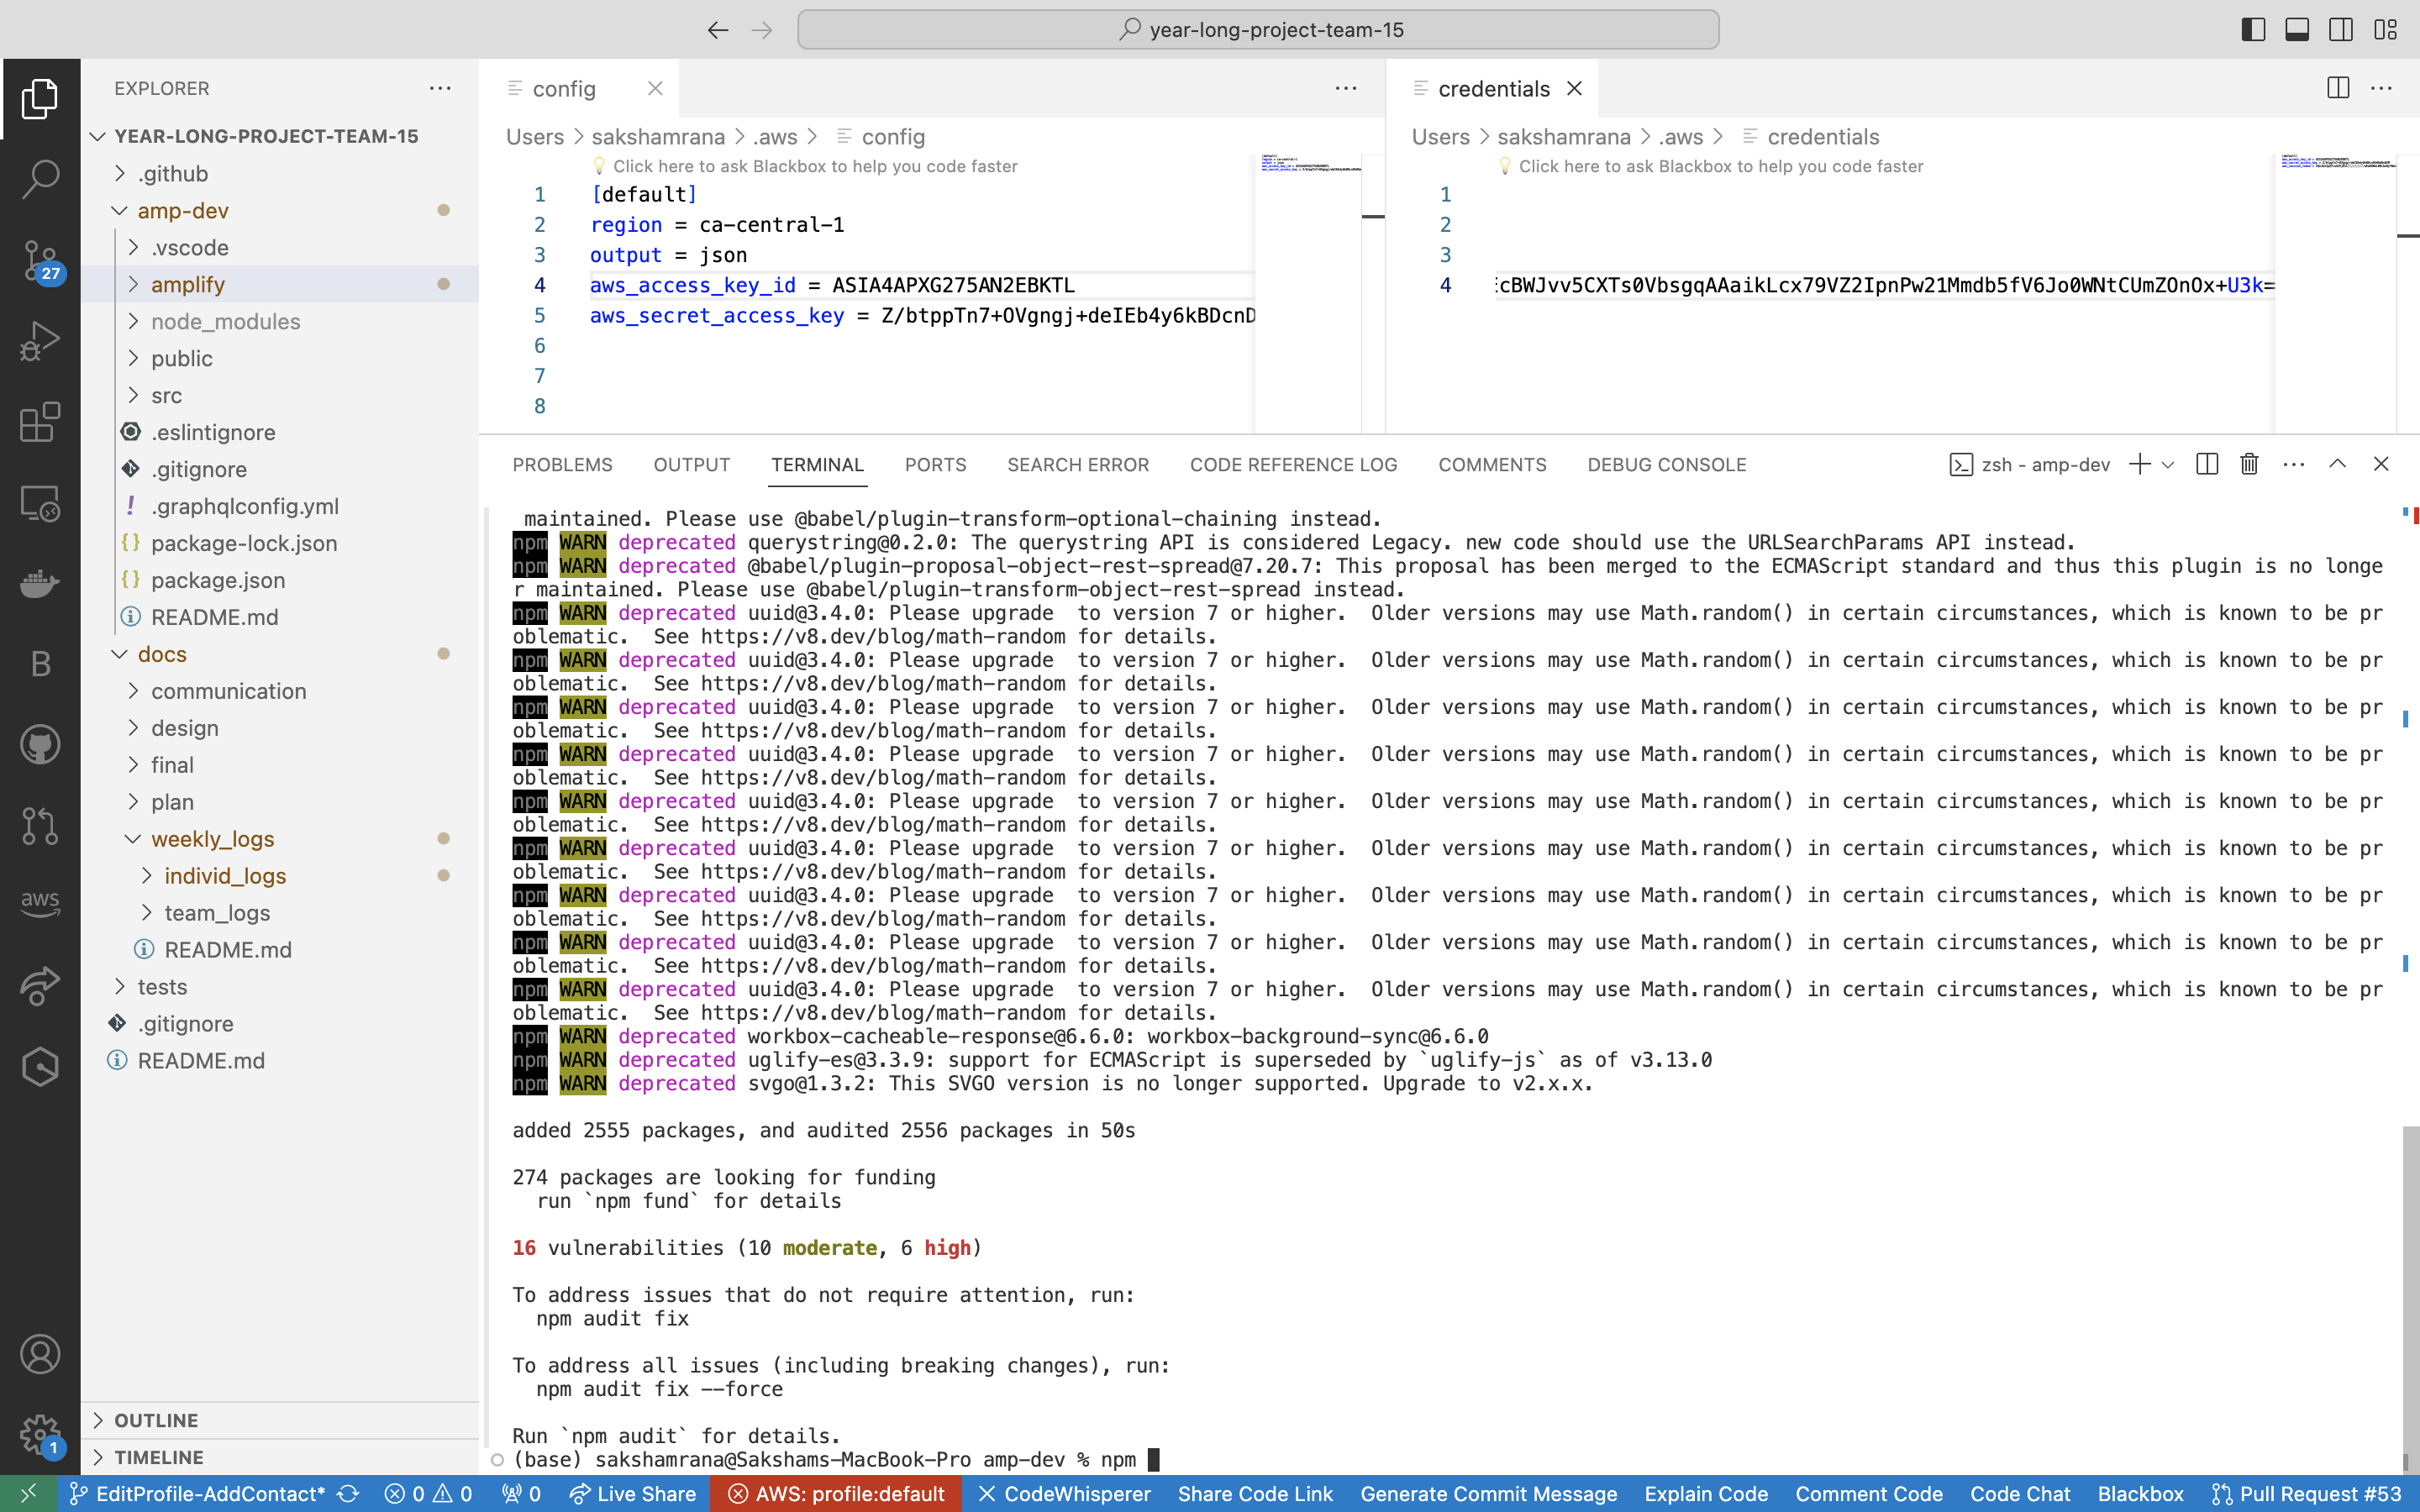 year-long-project-team-15
EXPLORER
YEAR-LONG-PROJECT-TEAM-15
.github
amp-dev
.vscode
amplify
node_modules
public
src
.eslintignore
.gitignore
.graphqlconfig.yml
package-lock.json
package.json
README.md
docs
communication
design
final
plan
weekly_logs
individ_logs
team_logs
README.md
tests
.gitignore
README.md
OUTLINE
TIMELINE
27
B
aws
1
config
Users > sakshamrana > .aws > config
Click here to ask Blackbox to help you code faster
1 [default]
2 region = ca-central-1
3 output = json
4 aws_access_key_id = ASIA4APXG275AN2EBKTL
5 aws_secret_access_key = Z/btppTn7+OVgngj+deIEb4y6kBDcnD
6
7
8
credentials
Users > sakshamrana > .aws > credentials
Click here to ask Blackbox to help you code faster
1
2
3
4 cBWJvv5CXTs0VbsgqAAaikLcx79VZ2IpnPw21Mmdb5fV6Jo0WNtCUmZOnOx+U3k=
PROBLEMS OUTPUT TERMINAL PORTS SEARCH ERROR CODE REFERENCE LOG COMMENTS DEBUG CONSOLE zsh - amp-dev
maintained. Please use @babel/plugin-transform-optional-chaining instead.
npm WARN deprecated querystring@0.2.0: The querystring API is considered Legacy. new code should use the URLSearchParams API instead.
npm WARN deprecated @babel/plugin-proposal-object-rest-spread@7.20.7: This proposal has been merged to the ECMAScript standard and thus this plugin is no longe
r maintained. Please use @babel/plugin-transform-object-rest-spread instead.
npm WARN deprecated uuid@3.4.0: Please upgrade  to version 7 or higher.  Older versions may use Math.random() in certain circumstances, which is known to be pr
oblematic.  See https://v8.dev/blog/math-random for details.
npm WARN deprecated uuid@3.4.0: Please upgrade  to version 7 or higher.  Older versions may use Math.random() in certain circumstances, which is known to be pr
oblematic.  See https://v8.dev/blog/math-random for details.
npm WARN deprecated uuid@3.4.0: Please upgrade  to version 7 or higher.  Older versions may use Math.random() in certain circumstances, which is known to be pr
oblematic.  See https://v8.dev/blog/math-random for details.
npm WARN deprecated uuid@3.4.0: Please upgrade  to version 7 or higher.  Older versions may use Math.random() in certain circumstances, which is known to be pr
oblematic.  See https://v8.dev/blog/math-random for details.
npm WARN deprecated uuid@3.4.0: Please upgrade  to version 7 or higher.  Older versions may use Math.random() in certain circumstances, which is known to be pr
oblematic.  See https://v8.dev/blog/math-random for details.
npm WARN deprecated uuid@3.4.0: Please upgrade  to version 7 or higher.  Older versions may use Math.random() in certain circumstances, which is known to be pr
oblematic.  See https://v8.dev/blog/math-random for details.
npm WARN deprecated uuid@3.4.0: Please upgrade  to version 7 or higher.  Older versions may use Math.random() in certain circumstances, which is known to be pr
oblematic.  See https://v8.dev/blog/math-random for details.
npm WARN deprecated uuid@3.4.0: Please upgrade  to version 7 or higher.  Older versions may use Math.random() in certain circumstances, which is known to be pr
oblematic.  See https://v8.dev/blog/math-random for details.
npm WARN deprecated uuid@3.4.0: Please upgrade  to version 7 or higher.  Older versions may use Math.random() in certain circumstances, which is known to be pr
oblematic.  See https://v8.dev/blog/math-random for details.
npm WARN deprecated workbox-cacheable-response@6.6.0: workbox-background-sync@6.6.0
npm WARN deprecated uglify-es@3.3.9: support for ECMAScript is superseded by `uglify-js` as of v3.13.0
npm WARN deprecated svgo@1.3.2: This SVGO version is no longer supported. Upgrade to v2.x.x.
added 2555 packages, and audited 2556 packages in 50s
274 packages are looking for funding
run `npm fund` for details
16 vulnerabilities (10 moderate, 6 high)
To address issues that do not require attention, run:
npm audit fix
To address all issues (including breaking changes), run:
npm audit fix --force
Run `npm audit` for details.
(base) sakshamrana@Sakshams-MacBook-Pro amp-dev % npm
EditProfile-AddContact* 0 0 0 Live Share AWS: profile:default CodeWhisperer Share Code Link Generate Commit Message Explain Code Comment Code Code Chat Blackbox Pull Request #53